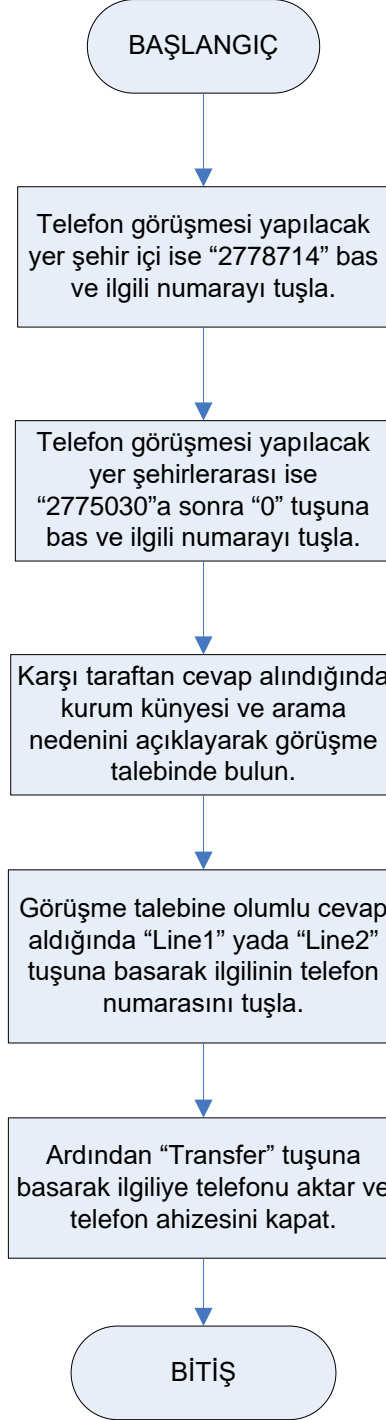 BAŞLANGIÇ
Telefon görüşmesi yapılacak
yer şehir içi ise “2778714” bas
ve ilgili numarayı tuşla.
Telefon görüşmesi yapılacak
yer şehirlerarası ise
“2775030”a sonra “0” tuşuna
bas ve ilgili numarayı tuşla.
Karşı taraftan cevap alındığında
kurum künyesi ve arama
nedenini açıklayarak görüşme
talebinde bulun.
Görüşme talebine olumlu cevap
aldığında “Line1” yada “Line2”
tuşuna basarak ilgilinin telefon
numarasını tuşla.
Ardından “Transfer” tuşuna
basarak ilgiliye telefonu aktar ve
telefon ahizesini kapat.
BİTİŞ